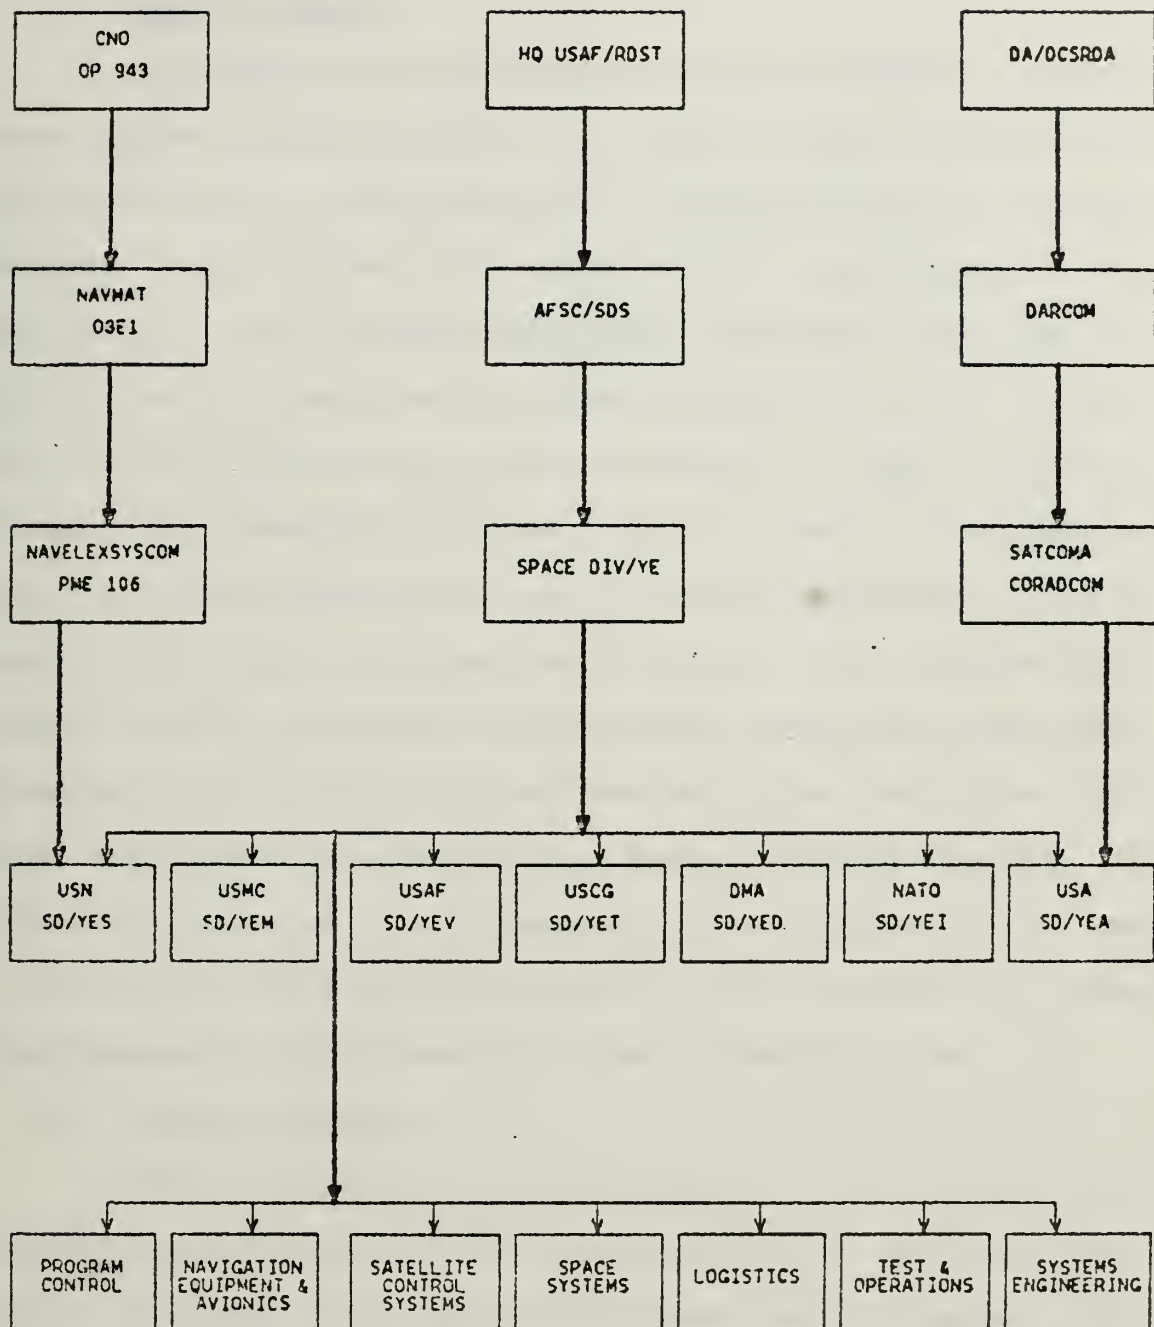 CNO
OP 943
HQ USAF/RDST
DA/DCSRDA
NAVMAT
03E1
AFSC/SDS
DARCOM
NAVELEXSYSCOM
PME 106
SPACE DIV/YE
SATCOMA
CORADCOM
USN
SD/YES
USMC
SD/YEM
USAF
SD/YEV
USCG
SD/YET
DMA
SD/YED
NATO
SD/YEI
USA
SD/YEA
PROGRAM
CONTROL
NAVIGATION
EQUIPMENT &
AVIONICS
SATELLITE
CONTROL
SYSTEMS
SPACE
SYSTEMS
LOGISTICS
TEST &
OPERATIONS
SYSTEMS
ENGINEERING